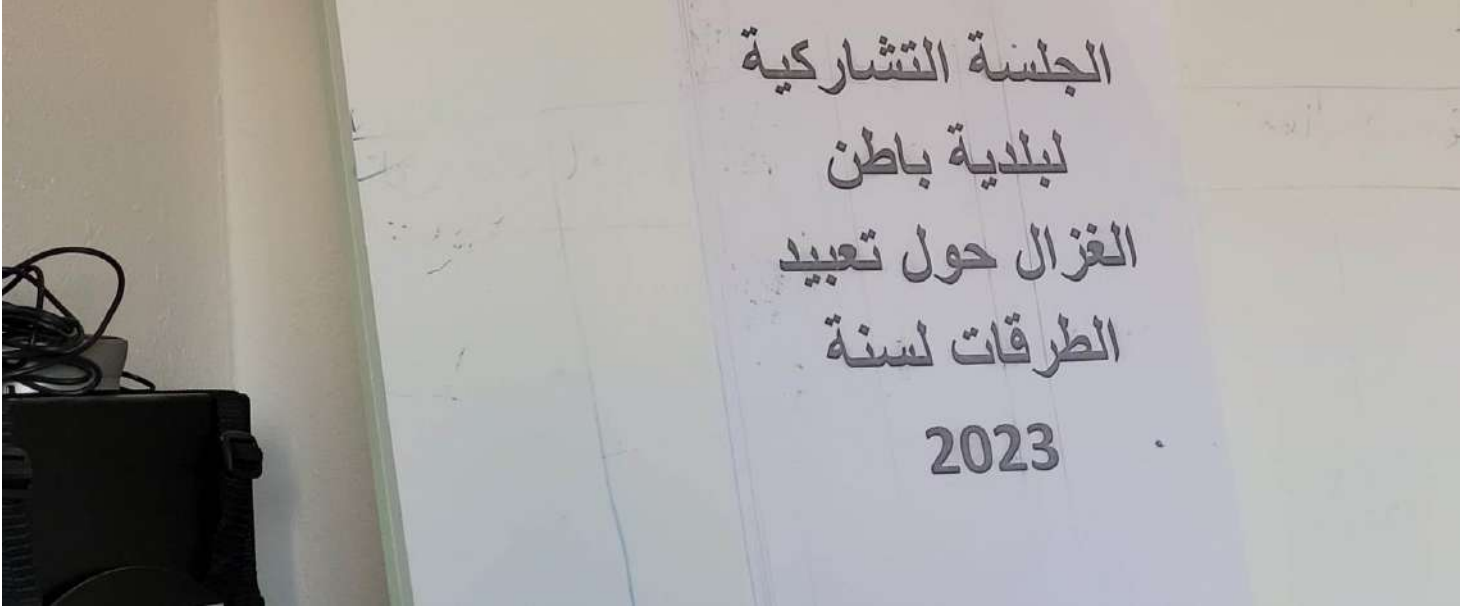 الجلسة التشاركية
لبلدية باطن
الغزال حول تعبيد
الطرقات لسنة
2023